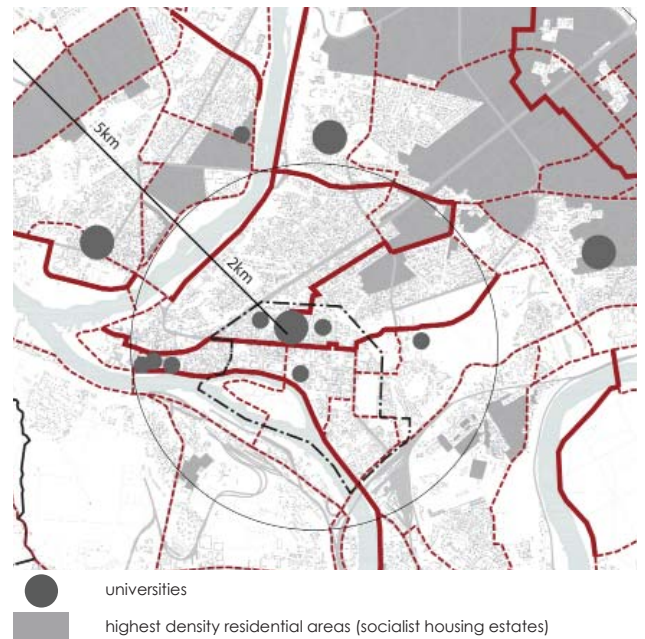 5km
2km
universities
highest density residential areas (socialist housing estates)